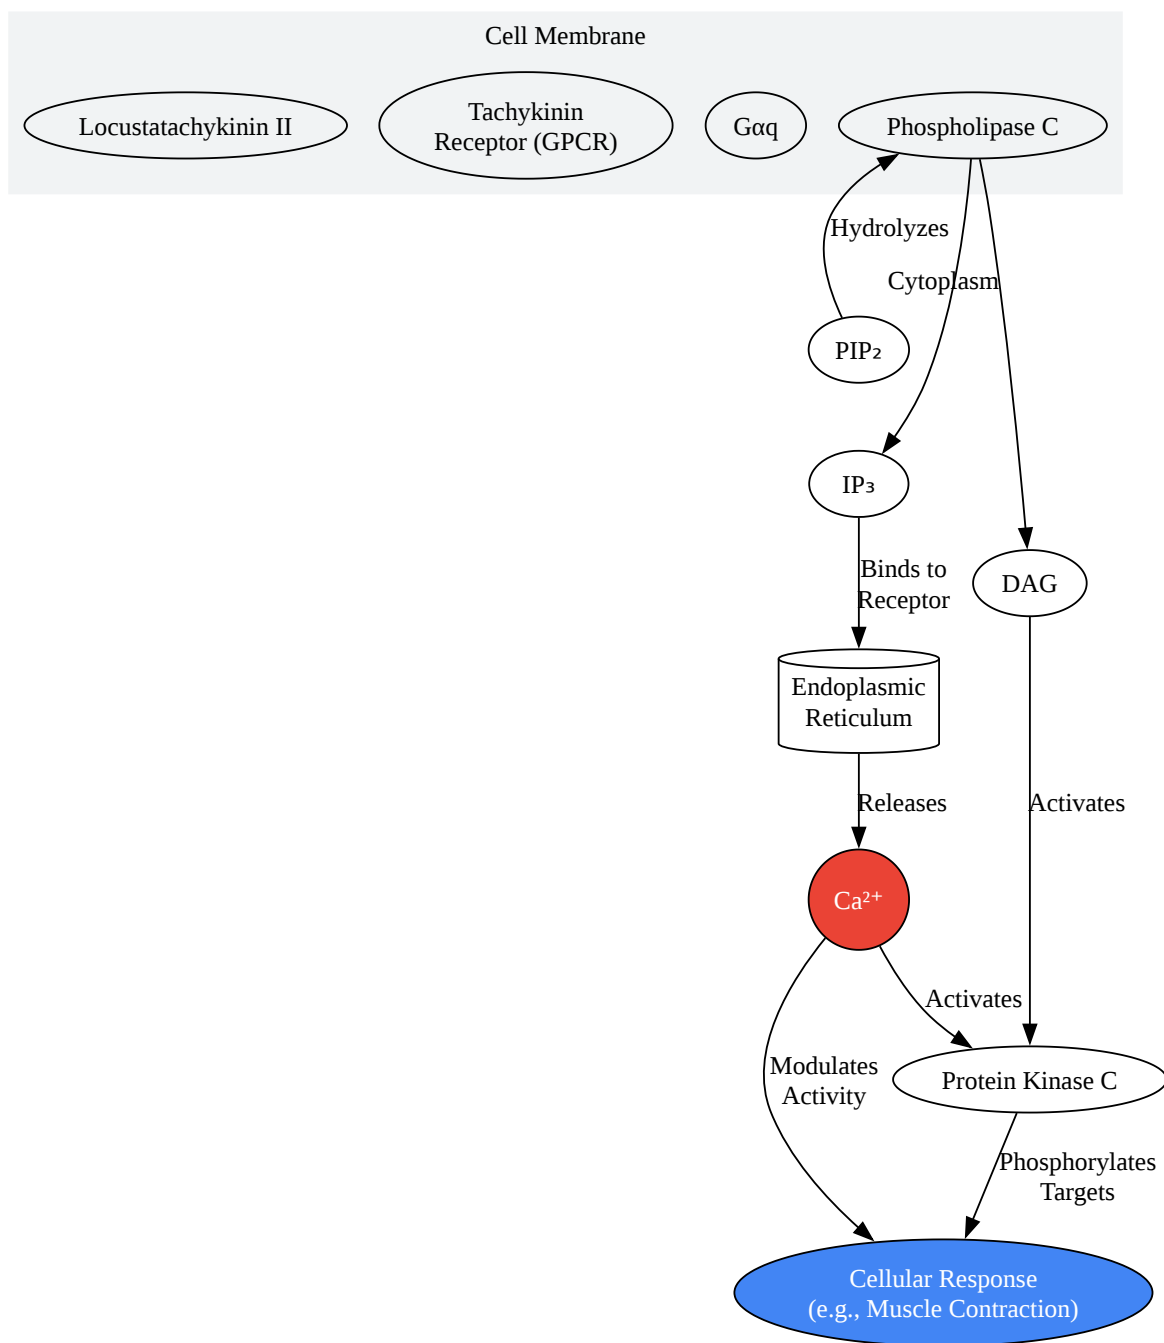 Cell Membrane
Locustatachykinin II
Tachykinin
Receptor (GPCR)
Gαq
Phospholipase C
Hydrolyzes
Cytoplasm
PIP₂
IP₃
Binds to
Receptor
DAG
Endoplasmic
Reticulum
Releases
Activates
Ca²⁺
Activates
Modulates
Activity
Protein Kinase C
Phosphorylates
Targets
Cellular Response
(e.g., Muscle Contraction)